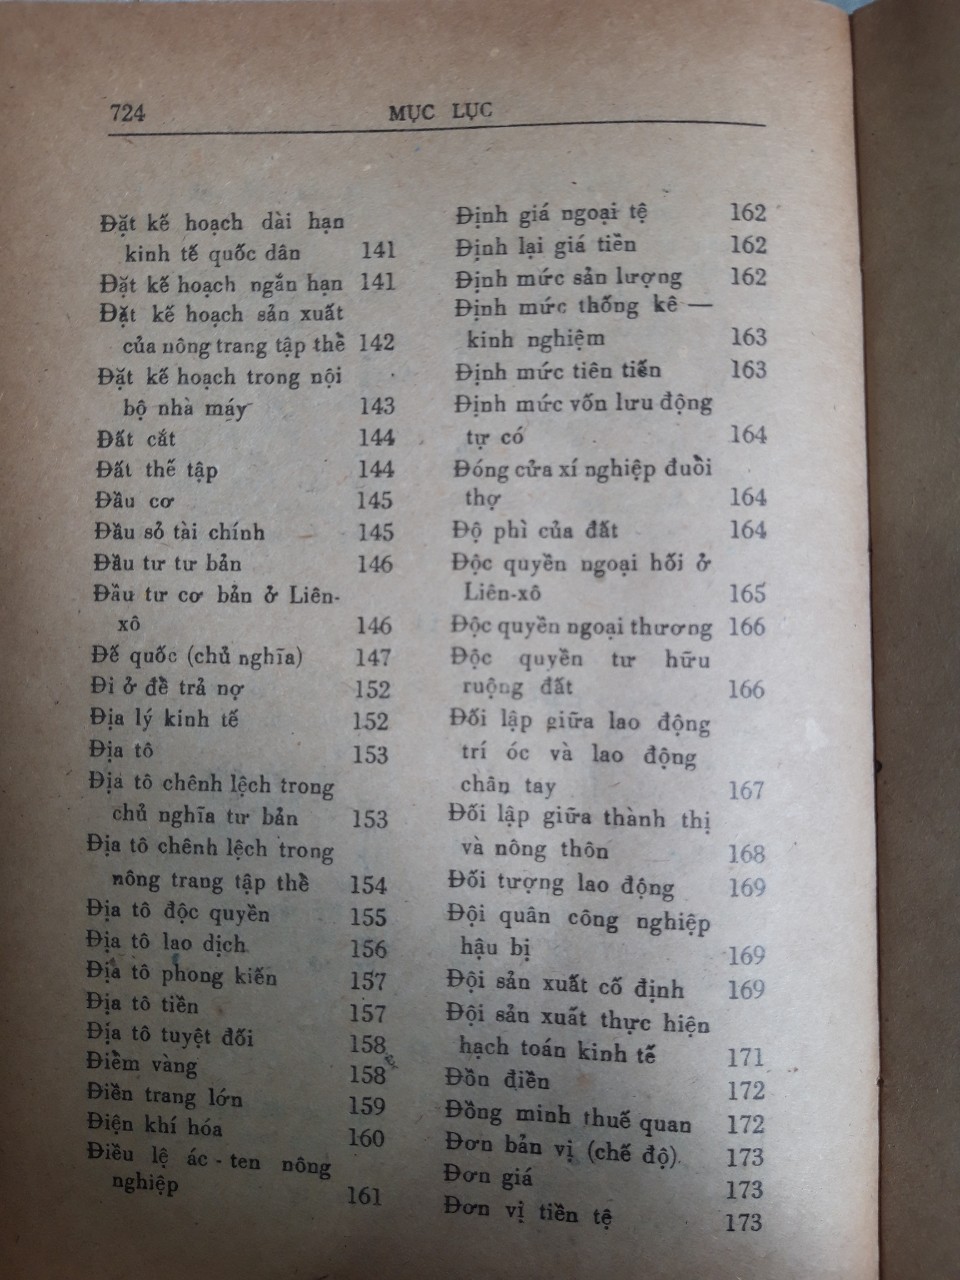 724 MỤC LỤC
Đặt kế hoạch dài hạn
kinh tế quốc dân 141
Đặt kế hoạch ngắn hạn 141
Đặt kế hoạch sản xuất
của nông trang tập thể 142
Đặt kế hoạch trong nội
bộ nhà máy 143
Đất cắt 144
Đất thế tập 144
Đầu cơ 145
Đầu sỏ tài chính 145
Đầu tư tư bản 146
Đầu tư cơ bản ở Liên-
xô 146
Đế quốc (chủ nghĩa) 147
Đi ở để trả nợ 152
Địa lý kinh tế 152
Địa tô 153
Địa tô chênh lệch trong
chủ nghĩa tư bản 153
Địa tô chênh lệch trong
nông trang tập thể 154
Địa tô độc quyền 155
Địa tô lao dịch 156
Địa tô phong kiến 157
Địa tô tiền 157
Địa tô tuyệt đối 158
Điểm vàng 158
Điền trang lớn 159
Điện khí hóa 160
Điều lệ ác - ten nông
nghiệp 161
Định giá ngoại tệ 162
Định lại giá tiền 162
Định mức sản lượng 162
Định mức thống kê —
kinh nghiệm 163
Định mức tiên tiến 163
Định mức vốn lưu động
tự có 164
Đóng cửa xí nghiệp đuổi
thợ 164
Độ phì của đất 164
Độc quyền ngoại hối ở
Liên-xô 165
Độc quyền ngoại thương 166
Độc quyền tư hữu
ruộng đất 166
Đối lập giữa lao động
trí óc và lao động
chân tay 167
Đối lập giữa thành thị
và nông thôn 168
Đối tượng lao động 169
Đội quân công nghiệp
hậu bị 169
Đội sản xuất cố định 169
Đội sản xuất thực hiện
hạch toán kinh tế 171
Đồn điền 172
Đồng minh thuế quan 172
Đơn bản vị (chế độ). 173
Đơn giá 173
Đơn vị tiền tệ 173